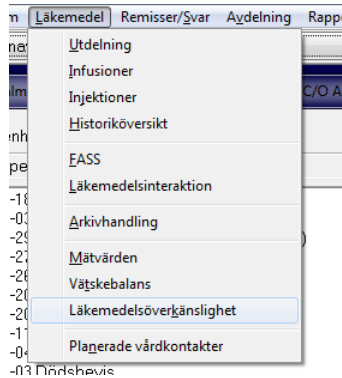 Läkemedel Remisser/Svar Avdelning
Utdelning
Infusioner
Injektioner
Historiköversikt
FASS
Läkemedelsinteraktion
Arkivhandling
Mätvärden
Vätskebalans
Läkemedelsöverkänslighet
Planerade vårdkontakter
C/O A
-03 Dödsbevis